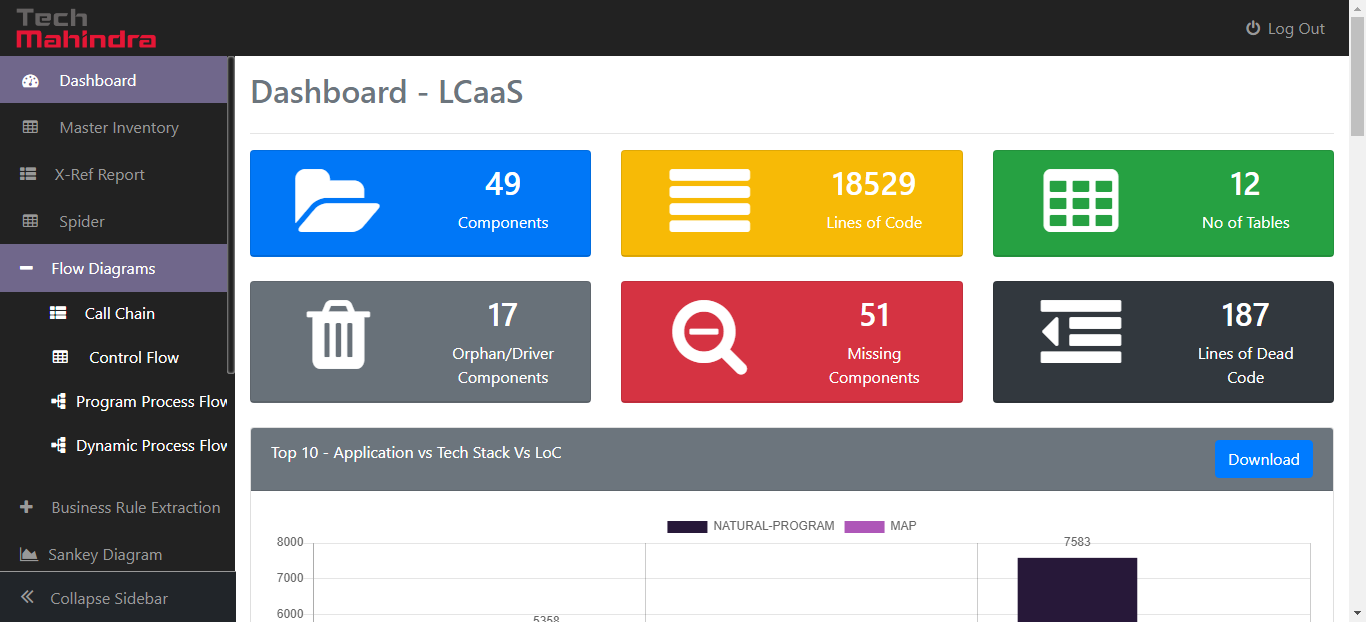 Tech
Mahindra
Log Out
Dashboard
Master Inventory
X-Ref Report
Spider
Flow Diagrams
Call Chain
Control Flow
Program Process Flow
Dynamic Process Flow
Business Rule Extraction
Sankey Diagram
Collapse Sidebar
Dashboard - LCaaS
49
Components
18529
Lines of Code
12
No of Tables
17
Orphan/Driver
Components
51
Missing
Components
187
Lines of Dead
Code
Top 10 - Application vs Tech Stack Vs LoC
Download
NATURAL-PROGRAM MAP
8000
7583
7000
6000
5358